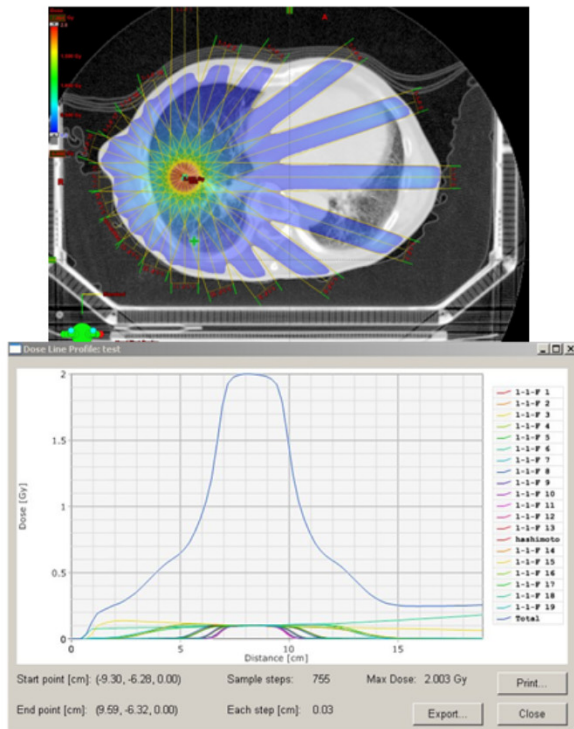 A
R
Dose Line Profile: test
2
1.5
1
0.5
0
Dose [Gy]
0
5
10
15
Distance [cm]
1-1-F 1
1-1-F 2
1-1-F 3
1-1-F 4
1-1-F 5
1-1-F 6
1-1-F 7
1-1-F 8
1-1-F 9
1-1-F 10
1-1-F 11
1-1-F 12
1-1-F 13
hashimoto
1-1-F 14
1-1-F 15
1-1-F 16
1-1-F 17
1-1-F 18
1-1-F 19
Total
Start point [cm]: (-9.30, -6.28, 0.00) Sample steps: 755 Max Dose: 2.003 Gy Print...
End point [cm]: (9.59, -6.32, 0.00) Each step [cm]: 0.03 Export... Close